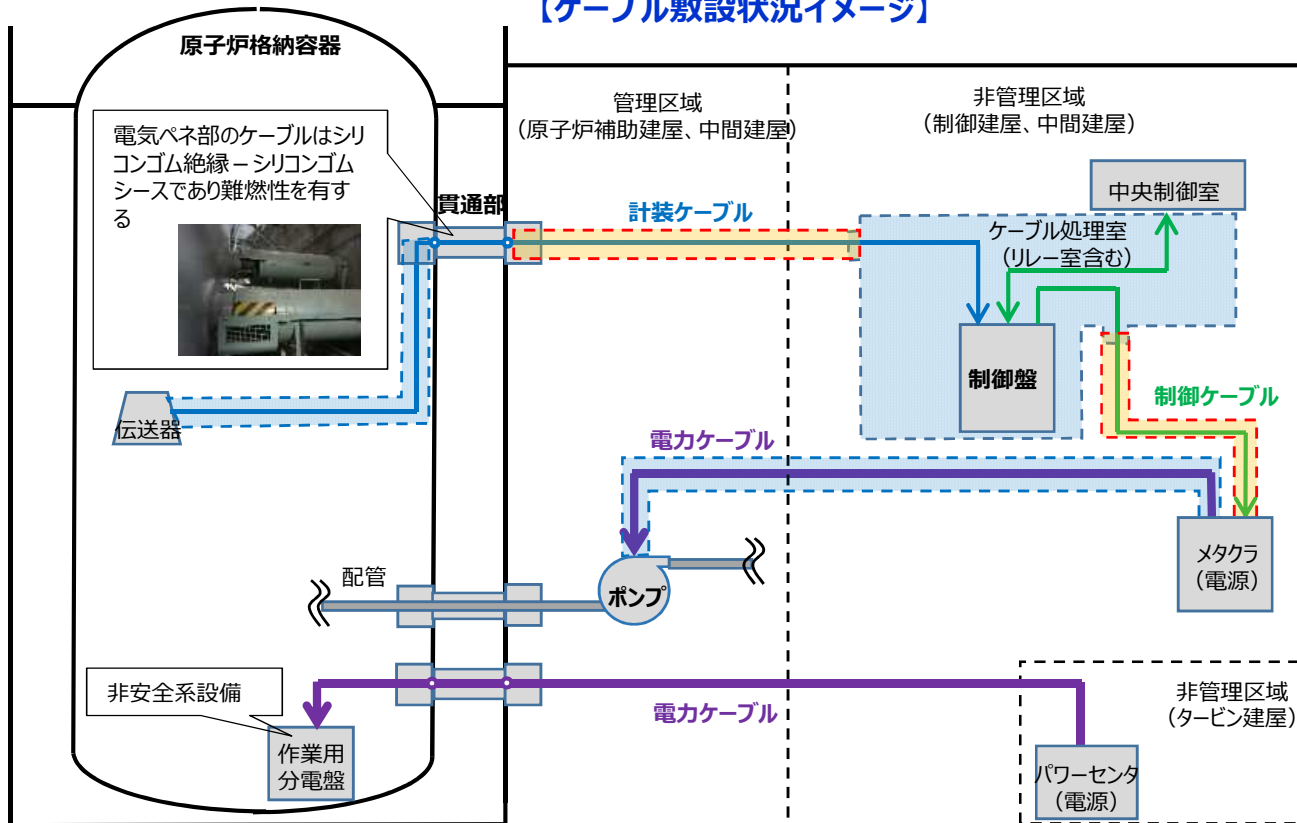 【ケーブル敷設状況イメージ】
原子炉格納容器
管理区域
（原子炉補助建屋、中間建屋）
非管理区域
（制御建屋、中間建屋）
電気ペネ部のケーブルはシリ
コンゴム絶縁－シリコンゴム
シースであり難燃性を有す
る
貫通部
計装ケーブル
中央制御室
ケーブル処理室
（リレー室含む）
制御盤
制御ケーブル
伝送器
電力ケーブル
メタクラ
（電源）
配管
ポンプ
非安全系設備
電力ケーブル
非管理区域
（タービン建屋）
作業用
分電盤
パワーセンタ
（電源）